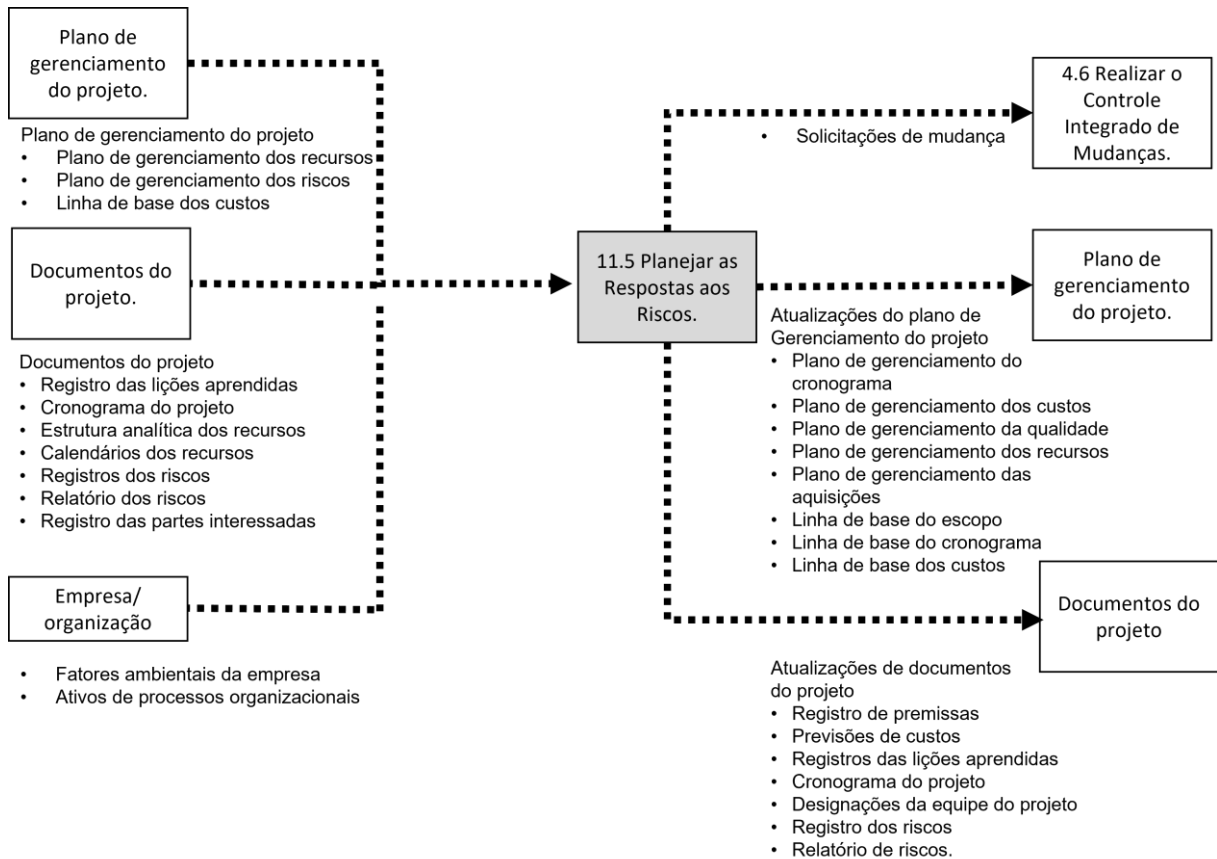 Plano de
gerenciamento
do projeto.
Plano de gerenciamento do projeto
• Plano de gerenciamento dos recursos
• Plano de gerenciamento dos riscos
• Linha de base dos custos
Documentos do
projeto.
Documentos do projeto
• Registro das lições aprendidas
• Cronograma do projeto
• Estrutura analítica dos recursos
• Calendários dos recursos
• Registros dos riscos
• Relatório dos riscos
• Registro das partes interessadas
Empresa/
organização
• Fatores ambientais da empresa
• Ativos de processos organizacionais
11.5 Planejar as
Respostas aos
Riscos.
• Solicitações de mudança
4.6 Realizar o
Controle
Integrado de
Mudanças.
Plano de
gerenciamento
do projeto.
Atualizações do plano de
Gerenciamento do projeto
• Plano de gerenciamento do
cronograma
• Plano de gerenciamento dos custos
• Plano de gerenciamento da qualidade
• Plano de gerenciamento dos recursos
• Plano de gerenciamento das
aquisições
• Linha de base do escopo
• Linha de base do cronograma
• Linha de base dos custos
Documentos do
projeto
Atualizações de documentos
do projeto
• Registro de premissas
• Previsões de custos
• Registros das lições aprendidas
• Cronograma do projeto
• Designações da equipe do projeto
• Registro dos riscos
• Relatório de riscos.